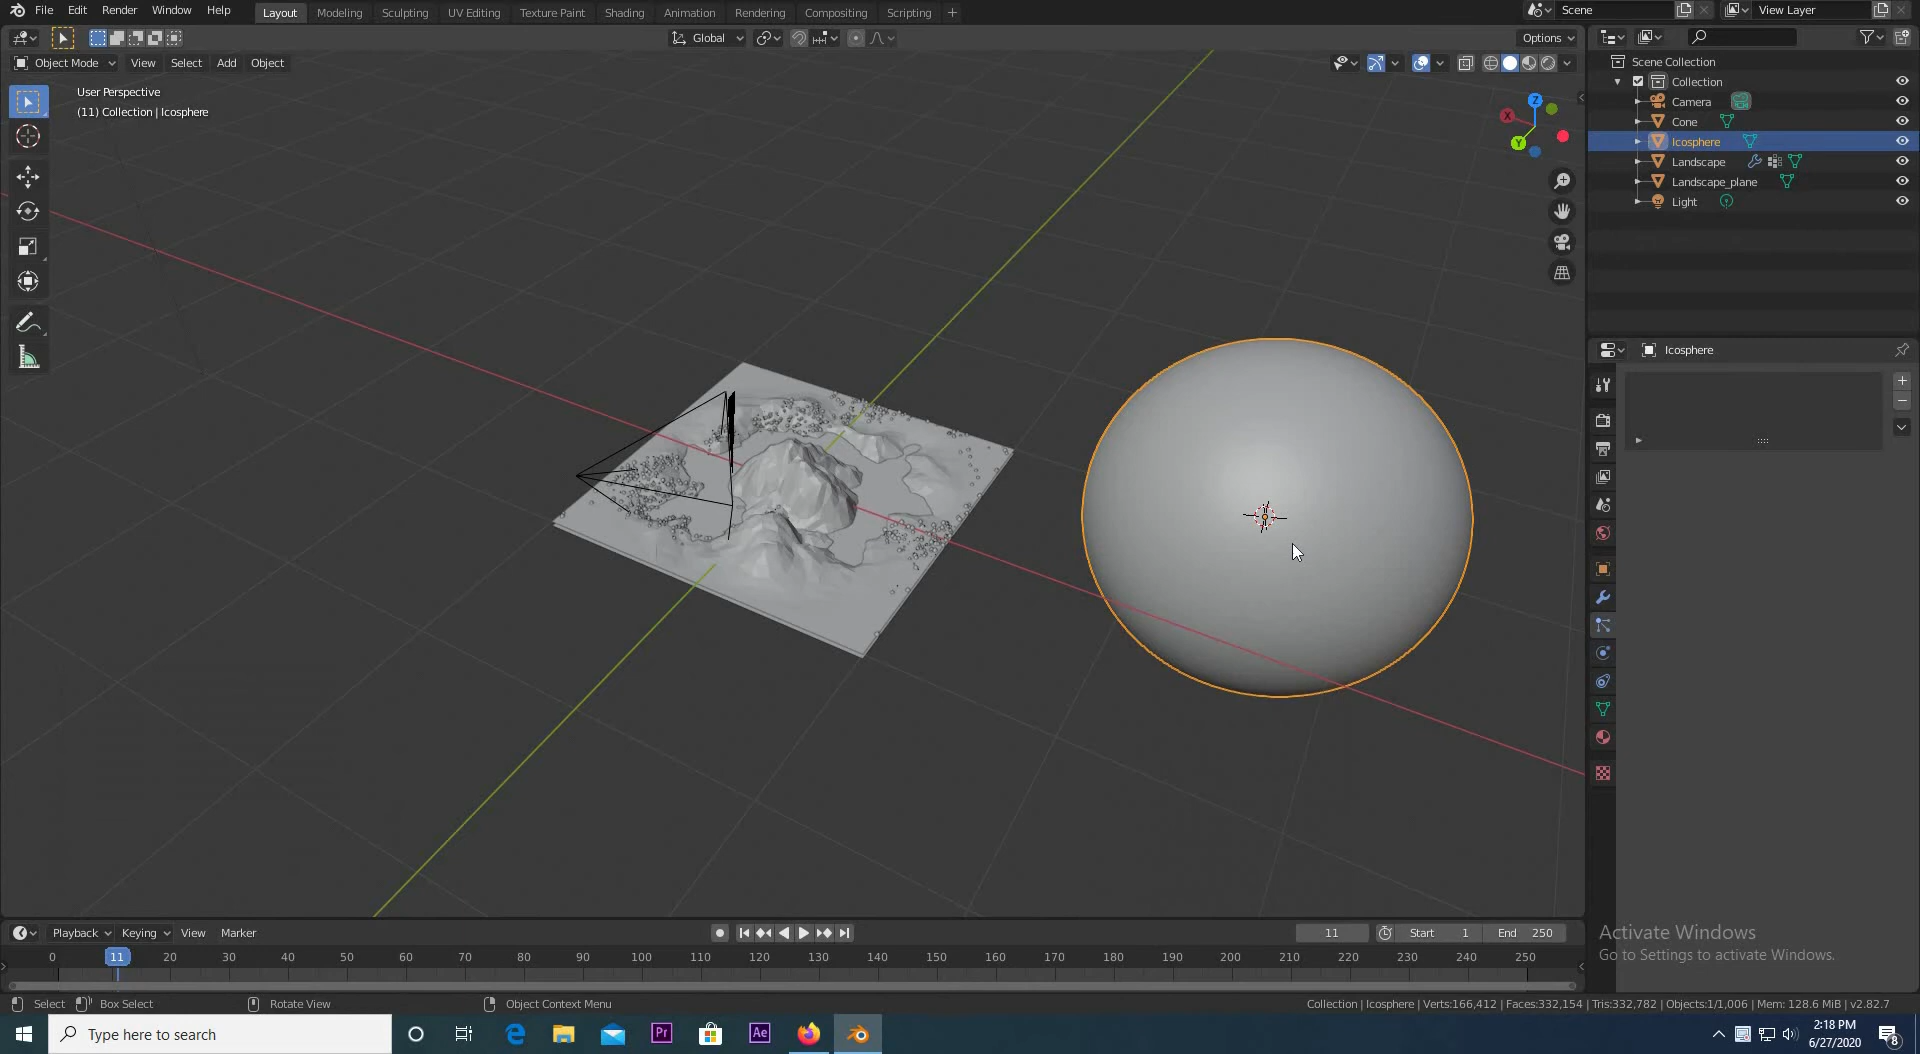 File Edit Render Window Help Layout Modeling Sculpting UV Editing Texture Paint Shading Animation Rendering Compositing Scripting + Scene View Layer
Global Options
Object Mode View Select Add Object
User Perspective
(11) Collection | Icosphere
Z
X
Y
Scene Collection
Collection
Camera
Cone
Icosphere
Landscape
Landscape_plane
Light
Icosphere
Playback Keying View Marker 11 Start 1 End 250
0 11 20 30 40 50 60 70 80 90 100 110 120 130 140 150 160 170 180 190 200 210 220 230 240 250
Activate Windows
Go to Settings to activate Windows.
Select Box Select Rotate View Object Context Menu Collection | Icosphere | Verts:166,412 | Faces:332,154 | Tris:332,782 | Objects:1/1,006 | Mem: 128.6 MiB | v2.82.7
Type here to search
Pr
Ae
2:18 PM
6/27/2020
8